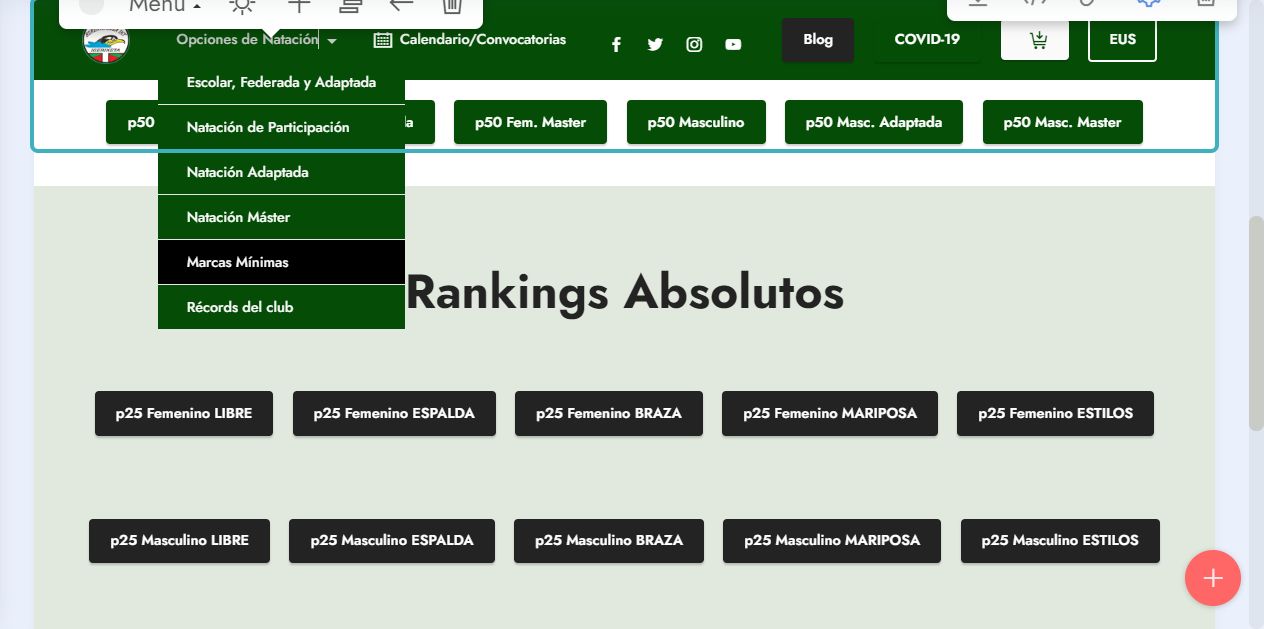 Menu
Opciones de Natación
Calendario/Convocatorias
Blog
COVID-19
EUS
Escolar, Federada y Adaptada
Natación de Participación
Natación Adaptada
Natación Máster
Marcas Mínimas
Récords del club
p50
p50 Fem. Master
p50 Masculino
p50 Masc. Adaptada
p50 Masc. Master
Rankings Absolutos
p25 Femenino LIBRE
p25 Femenino ESPALDA
p25 Femenino BRAZA
p25 Femenino MARIPOSA
p25 Femenino ESTILOS
p25 Masculino LIBRE
p25 Masculino ESPALDA
p25 Masculino BRAZA
p25 Masculino MARIPOSA
p25 Masculino ESTILOS